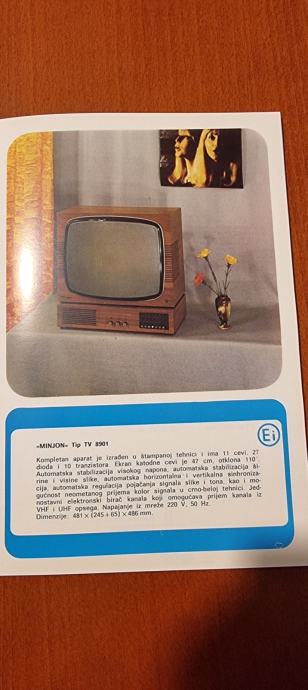 Ei
»MINJON« Tip TV 8901
Kompletan aparat je izrađen u štampanoj tehnici i ima 11 cevi, 27
dioda i 10 tranzistora. Ekran katodne cevi je 47 cm, otklona 110°.
Automatska stabilizacija visokog napona, automatska stabilizacija ši-
rine i visine slike, automatska horizontalna i vertikalna sinhroniza-
cija, automatska regulacija pojačanja signala slike i tona, kao i mo-
gućnost neometanog prijema kolor signala u crno-beloj tehnici. Jed-
nostavni elektronski birač kanala koji omogućava prijem kanala iz
VHF i UHF opsega. Napajanje iz mreže 220 V, 50 Hz.
Dimenzije: 481 × (245 + 65) × 486 mm.